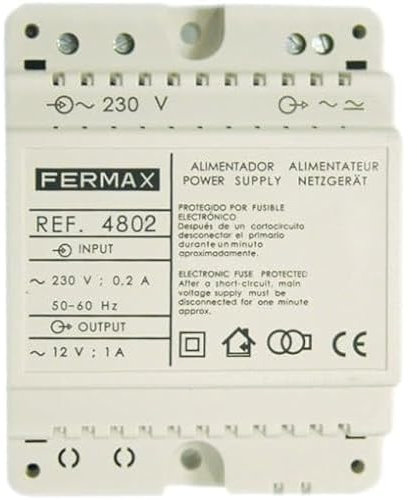 ~ 230 V ~
FERMAX
REF. 4802
INPUT
~ 230 V ; 0.2 A
50-60 Hz
OUTPUT
~ 12 V ; 1 A
ALIMENTADOR ALIMENTATEUR
POWER SUPPLY NETZGERÄT
PROTEGIDO POR FUSIBLE
ELECTRÓNICO
Después de un cortocircuito
desconectar el primario
durante un minuto
aproximadamente.
ELECTRONIC FUSE PROTECTED
After a short-circuit, main
voltage supply must be
disconnected for one minute
approx.
CE